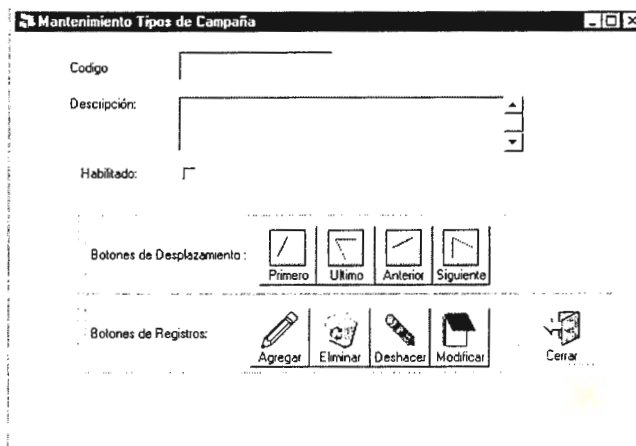 Mantenimiento Tipos de Campaña
Codigo
Descripción:
Habilitado:
Botones de Desplazamiento :
Primero Ultimo Anterior Siguiente
Botones de Registros:
Agregar Eliminar Deshacer Modificar Cerrar